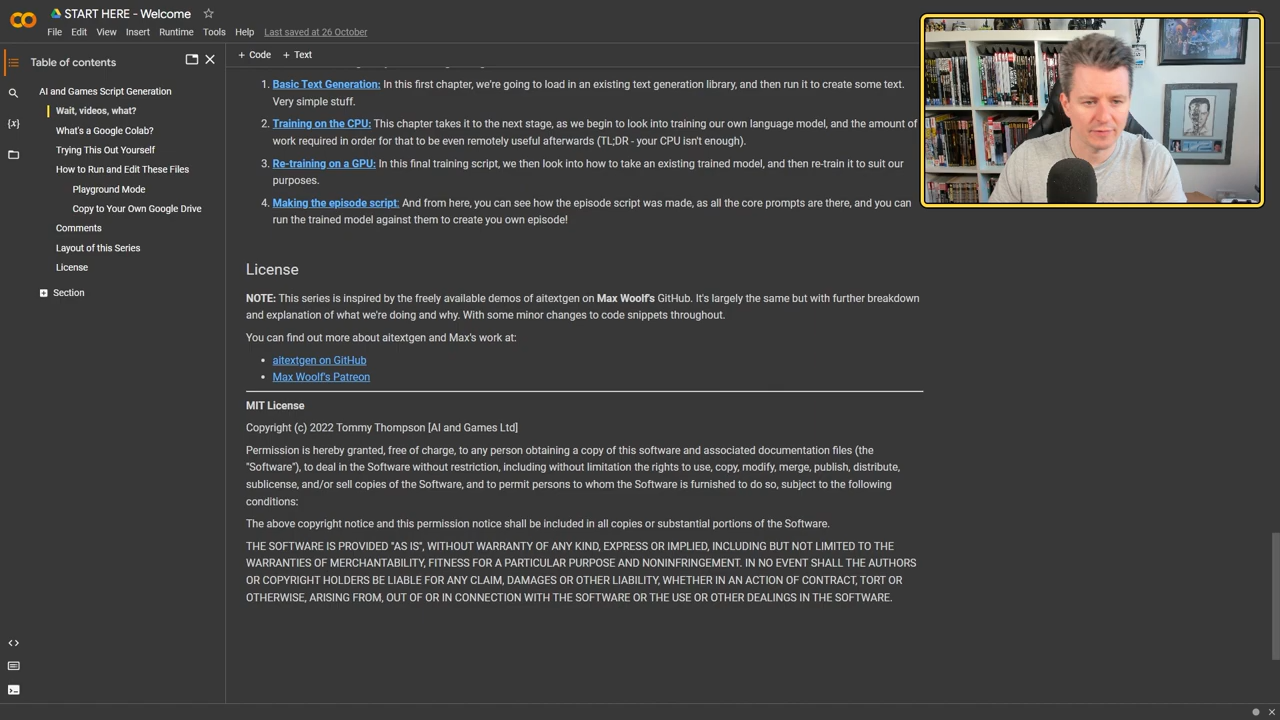 START HERE - Welcome
File Edit View Insert Runtime Tools Help Last saved at 26 October
Table of contents
AI and Games Script Generation
Wait, videos, what?
What's a Google Colab?
Trying This Out Yourself
How to Run and Edit These Files
Playground Mode
Copy to Your Own Google Drive
Comments
Layout of this Series
License
Section
+ Code + Text
1. Basic Text Generation: In this first chapter, we're going to load in an existing text generation library, and then run it to create some text.
Very simple stuff.
2. Training on the CPU: This chapter takes it to the next stage, as we begin to look into training our own language model, and the amount of
work required in order for that to be even remotely useful afterwards (TL;DR - your CPU isn't enough).
3. Re-training on a GPU: In this final training script, we then look into how to take an existing trained model, and then re-train it to suit our
purposes.
4. Making the episode script: And from here, you can see how the episode script was made, as all the core prompts are there, and you can
run the trained model against them to create you own episode!
License
NOTE: This series is inspired by the freely available demos of aitextgen on Max Woolf's GitHub. It's largely the same but with further breakdown
and explanation of what we're doing and why. With some minor changes to code snippets throughout.
You can find out more about aitextgen and Max's work at:
• aitextgen on GitHub
• Max Woolf's Patreon
MIT License
Copyright (c) 2022 Tommy Thompson [AI and Games Ltd]
Permission is hereby granted, free of charge, to any person obtaining a copy of this software and associated documentation files (the
"Software"), to deal in the Software without restriction, including without limitation the rights to use, copy, modify, merge, publish, distribute,
sublicense, and/or sell copies of the Software, and to permit persons to whom the Software is furnished to do so, subject to the following
conditions:
The above copyright notice and this permission notice shall be included in all copies or substantial portions of the Software.
THE SOFTWARE IS PROVIDED "AS IS", WITHOUT WARRANTY OF ANY KIND, EXPRESS OR IMPLIED, INCLUDING BUT NOT LIMITED TO THE
WARRANTIES OF MERCHANTABILITY, FITNESS FOR A PARTICULAR PURPOSE AND NONINFRINGEMENT. IN NO EVENT SHALL THE AUTHORS
OR COPYRIGHT HOLDERS BE LIABLE FOR ANY CLAIM, DAMAGES OR OTHER LIABILITY, WHETHER IN AN ACTION OF CONTRACT, TORT OR
OTHERWISE, ARISING FROM, OUT OF OR IN CONNECTION WITH THE SOFTWARE OR THE USE OR OTHER DEALINGS IN THE SOFTWARE.